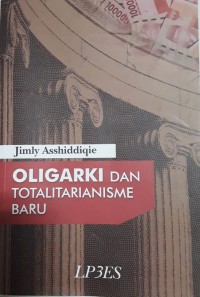 Jimly Asshiddiqie
OLIGARKI DAN
TOTALITARIANISME
BARU
LP3ES